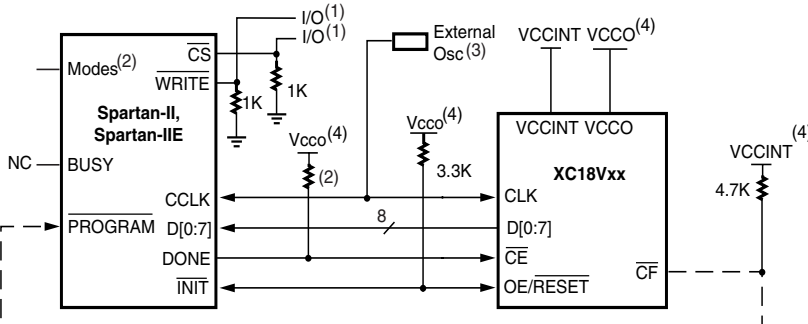 I/O(1)
I/O(1)
CS
Modes(2)
WRITE
1K
1K
Spartan-II,
Spartan-IIE
NC
BUSY
CCLK
PROGRAM
D[0:7]
DONE
INIT
External
Osc(3)
Vcco(4)
(2)
Vcco(4)
3.3K
8
VCCINT VCCO(4)
VCCINT VCCO
XC18Vxx
CLK
D[0:7]
CE
CF
OE/RESET
(4)
VCCINT
4.7K